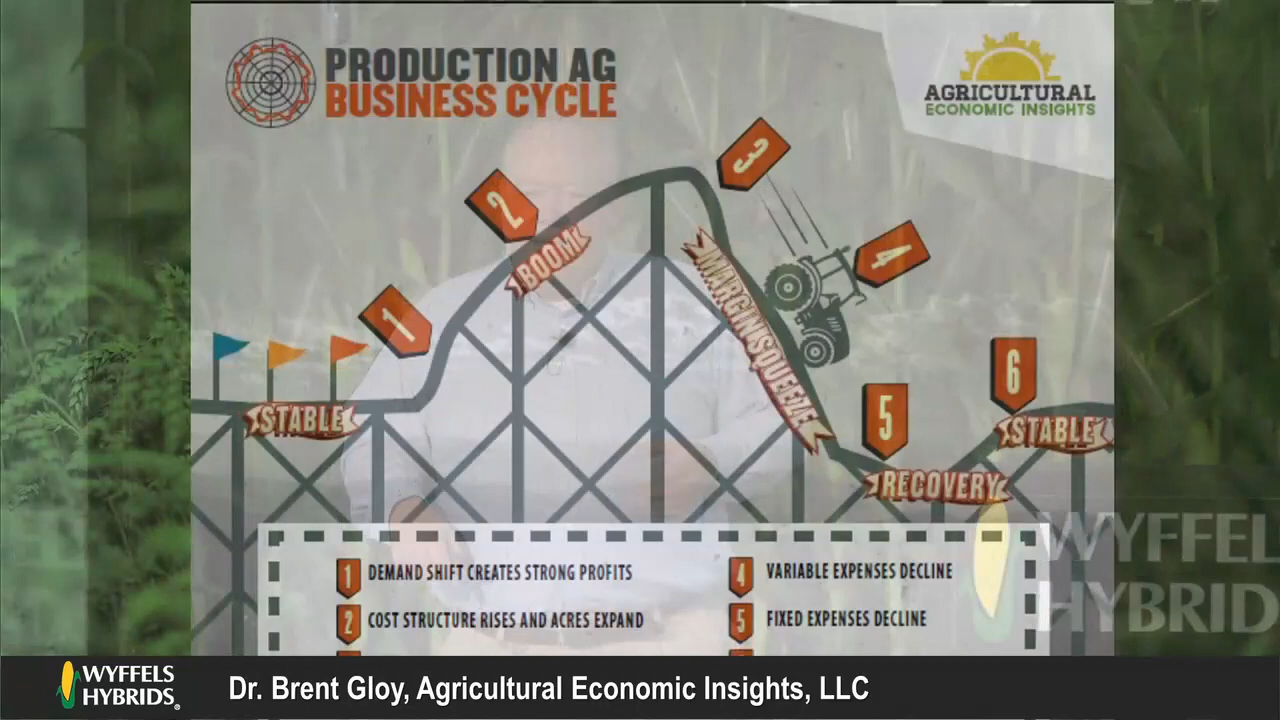 PRODUCTION AG
BUSINESS CYCLE
AGRICULTURAL
ECONOMIC INSIGHTS
3
2
BOOM
4
MARGIN SQUEEZE
1
6
5
STABLE
STABLE
RECOVERY
WYFFELS
HYBRID
1 DEMAND SHIFT CREATES STRONG PROFITS
4 VARIABLE EXPENSES DECLINE
2 COST STRUCTURE RISES AND ACRES EXPAND
5 FIXED EXPENSES DECLINE
WYFFELS
HYBRIDS.
Dr. Brent Gloy, Agricultural Economic Insights, LLC